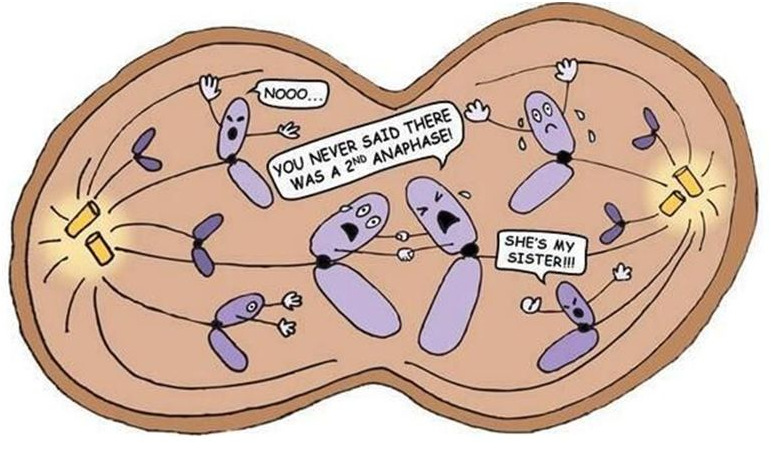 NOOO...
YOU NEVER SAID THERE
WAS A 2ND ANAPHASE!
SHE'S MY
SISTER!!!